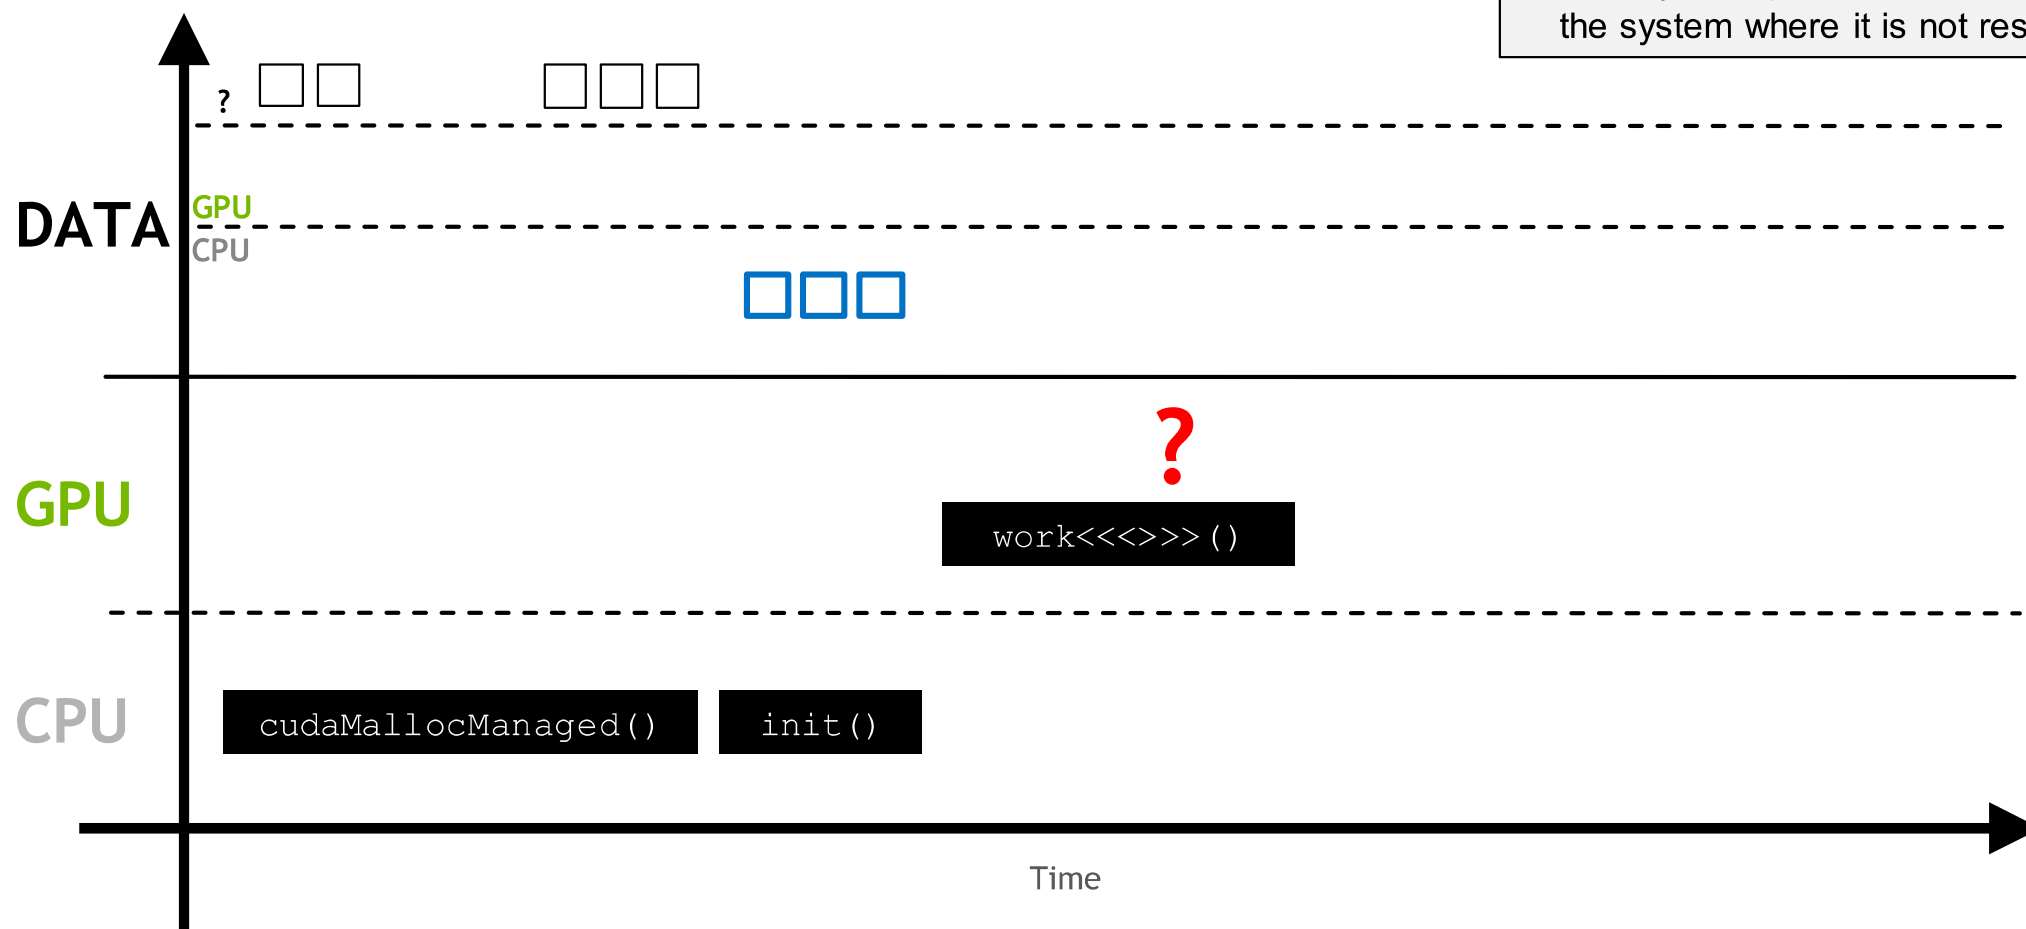 the system where it is not res
?
GPU
DATA
CPU
?
GPU
work<<<>>>()
CPU
cudaMallocManaged() init()
Time